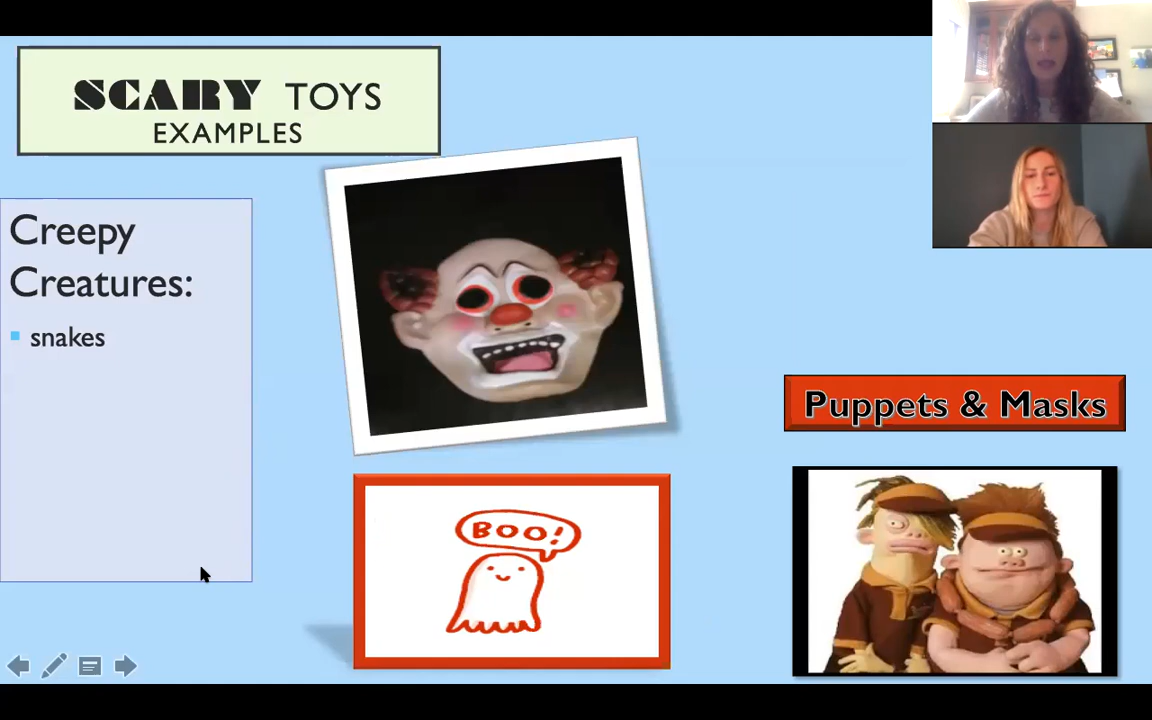 SCARY TOYS
EXAMPLES
Creepy
Creatures:
snakes
BOO!
Puppets & Masks